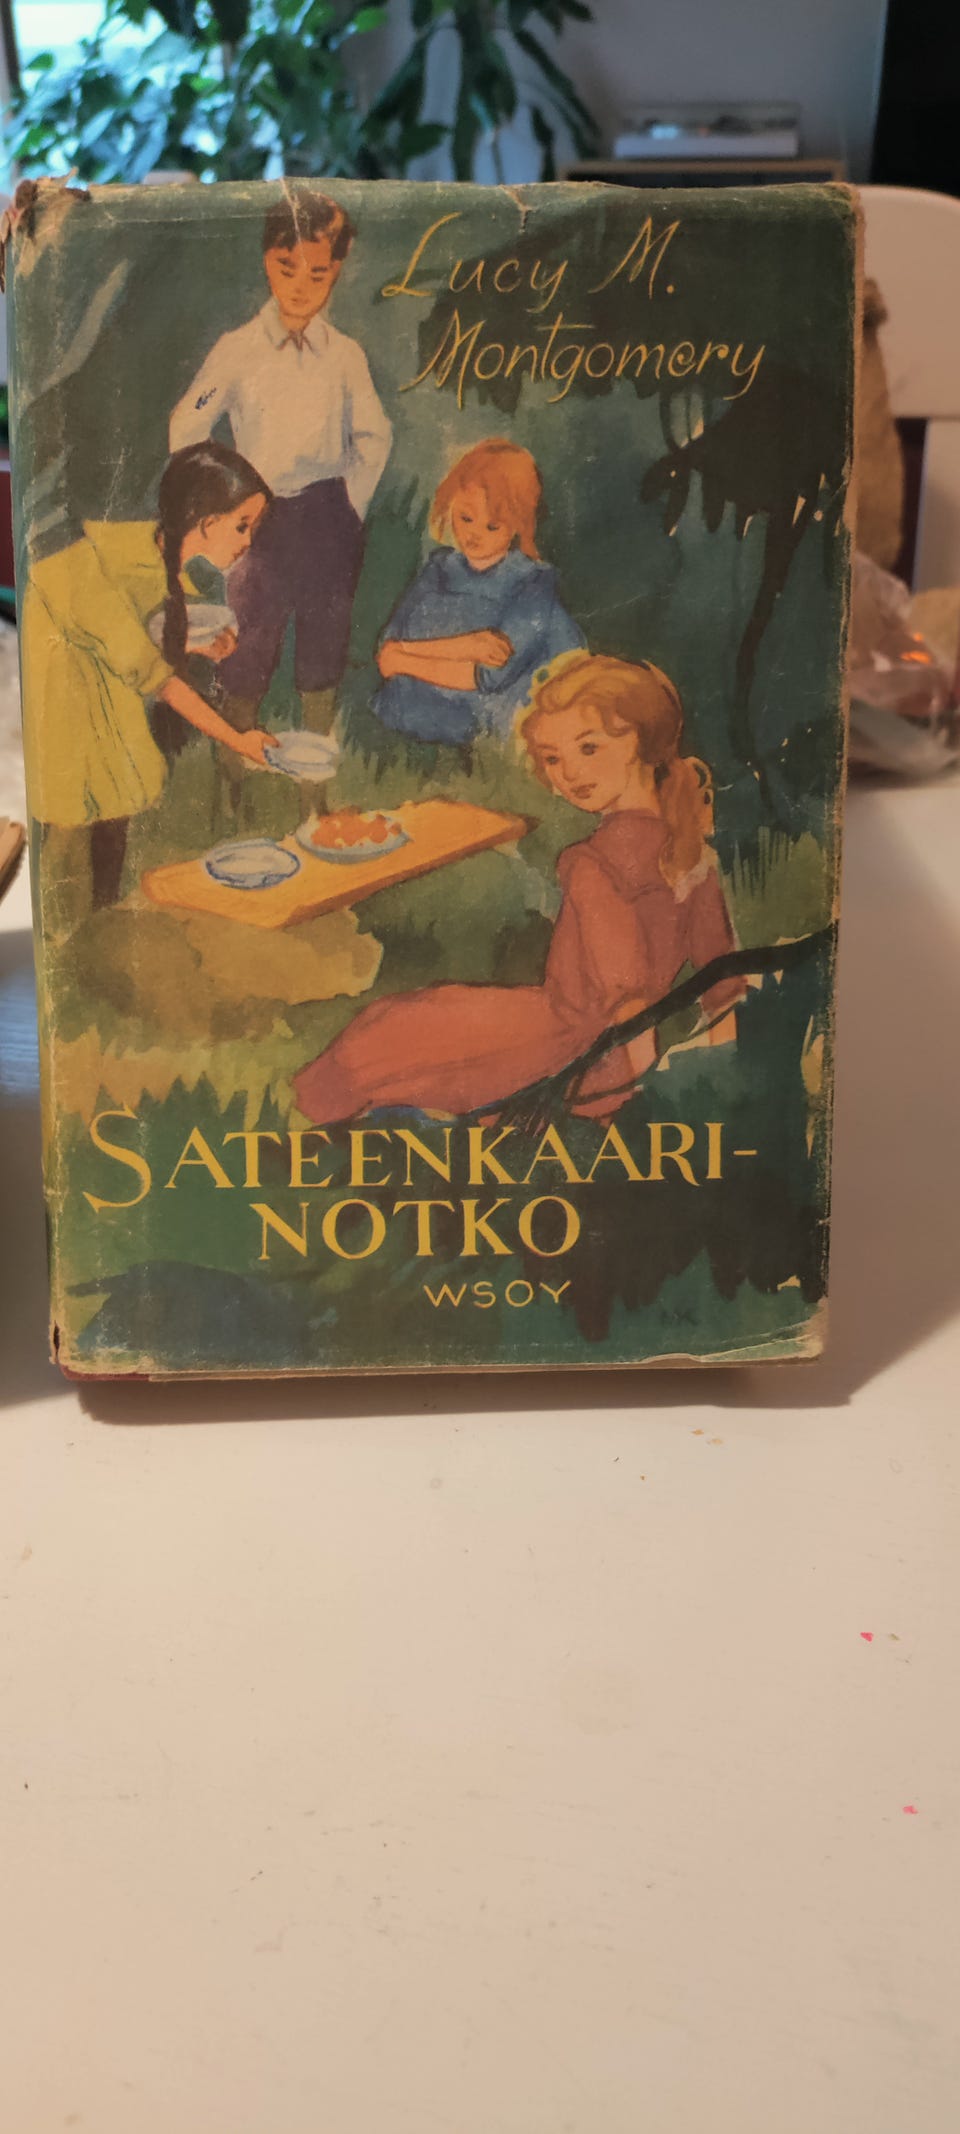 Lucy M.
Montgomery
SATEENKAARI-
NOTKO
WSOY